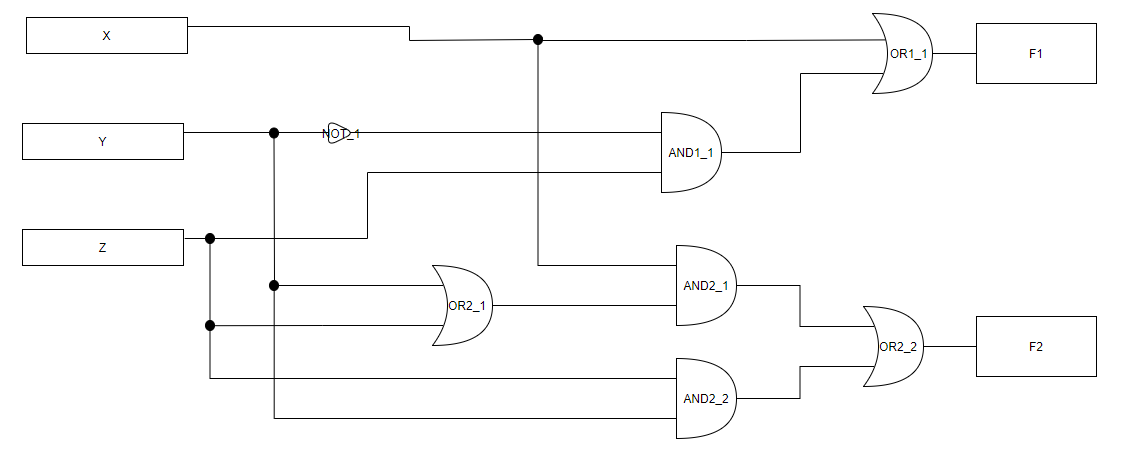 X
OR1_1
F1
Y
NOT_1
AND1_1
Z
AND2_1
OR2_1
OR2_2
F2
AND2_2